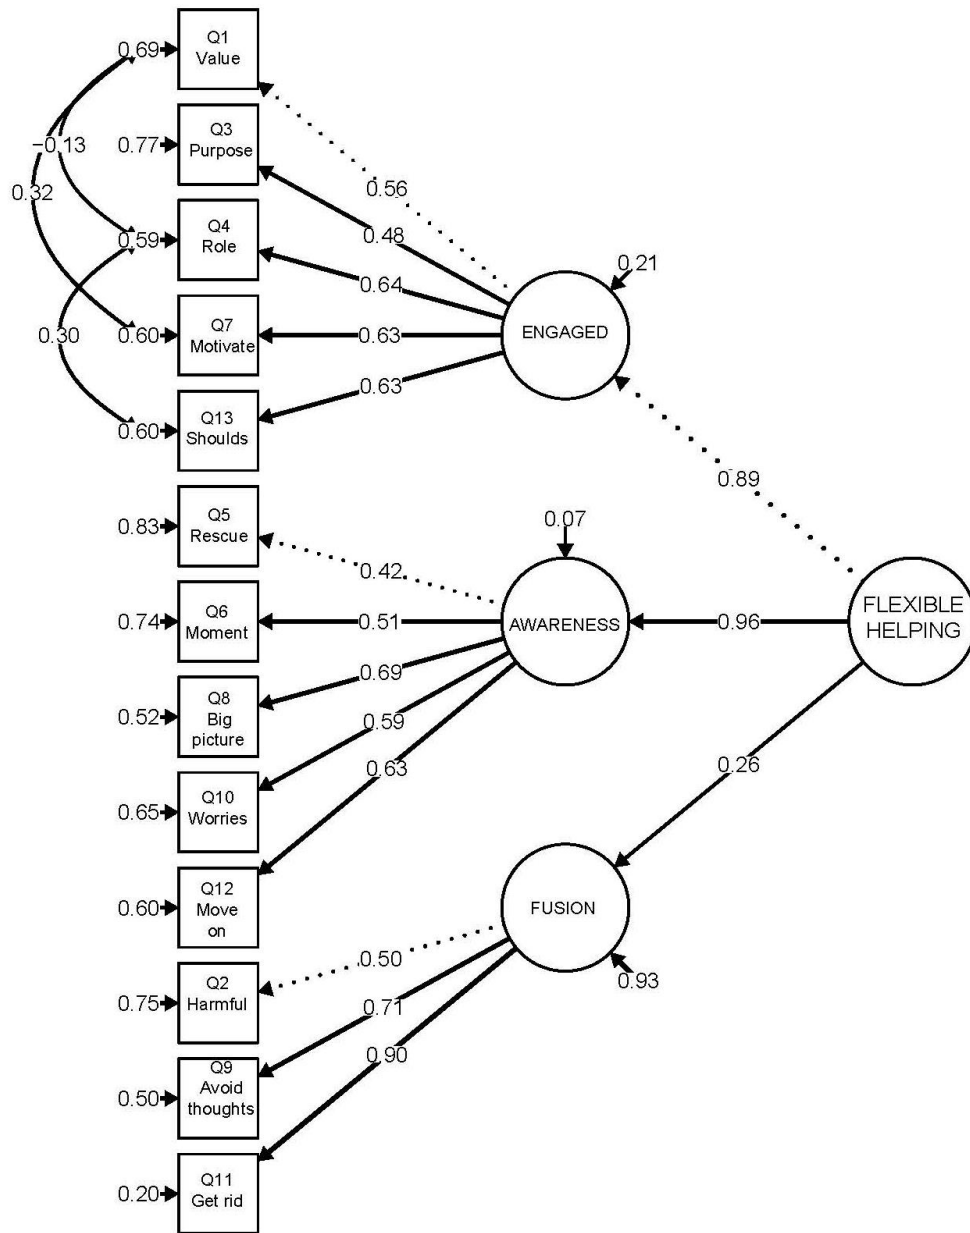 Q1
Value
0.69
Q3
Purpose
0.77
−0.13
0.56
0.32
0.48
Q4
Role
0.59
0.21
0.64
Q7
Motivate
0.60
0.30
0.63
ENGAGED
0.63
Q13
Shoulds
0.60
0.89
Q5
Rescue
0.83
0.07
0.42
Q6
Moment
0.74
0.51
AWARENESS
0.96
FLEXIBLE
HELPING
0.69
Q8
Big
picture
0.52
0.59
0.63
0.26
Q10
Worries
0.65
Q12
Move
on
0.60
FUSION
0.50
0.93
Q2
Harmful
0.75
0.71
0.90
Q9
Avoid
thoughts
0.50
Q11
Get rid
0.20